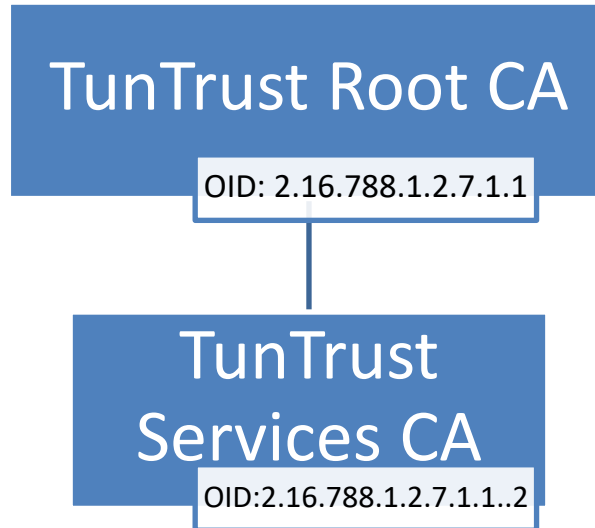 TunTrust Root CA
OID: 2.16.788.1.2.7.1.1
TunTrust
Services CA
OID:2.16.788.1.2.7.1.1..2